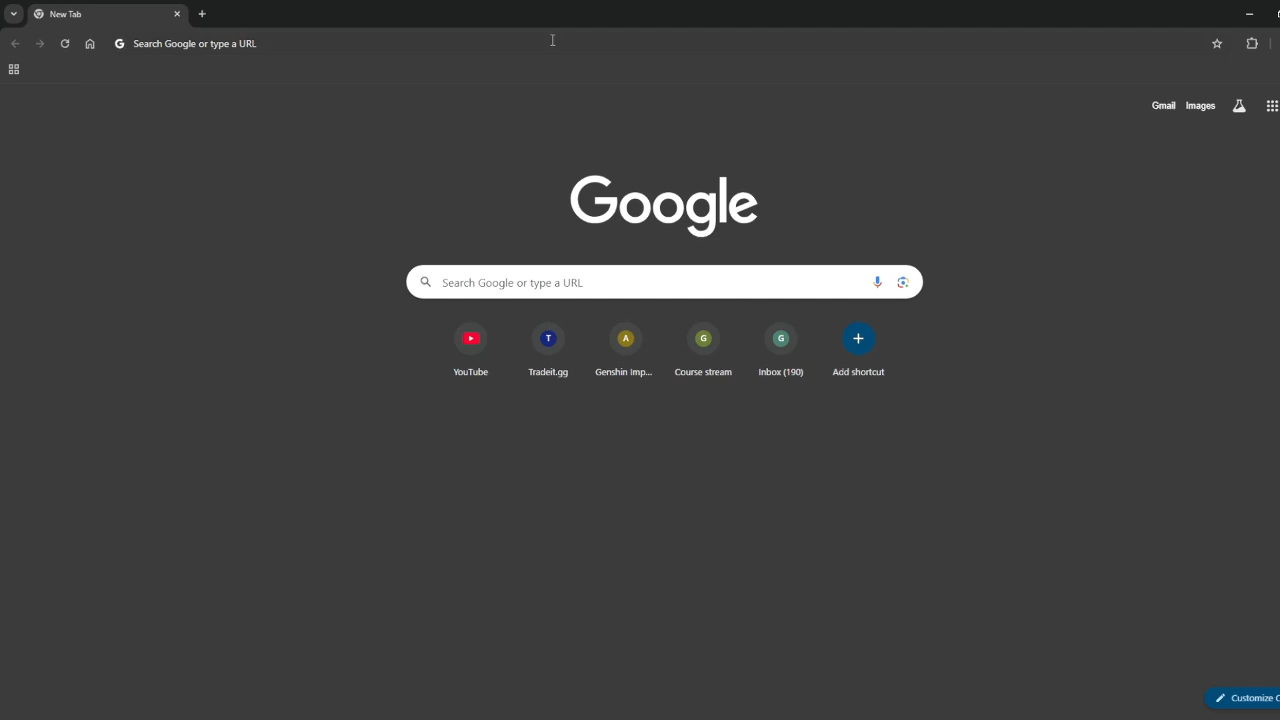 New Tab
Search Google or type a URL
Gmail Images
Google
Search Google or type a URL
T A G G
YouTube Tradeit.gg Genshin Imp... Course stream Inbox (190) Add shortcut
Customize C